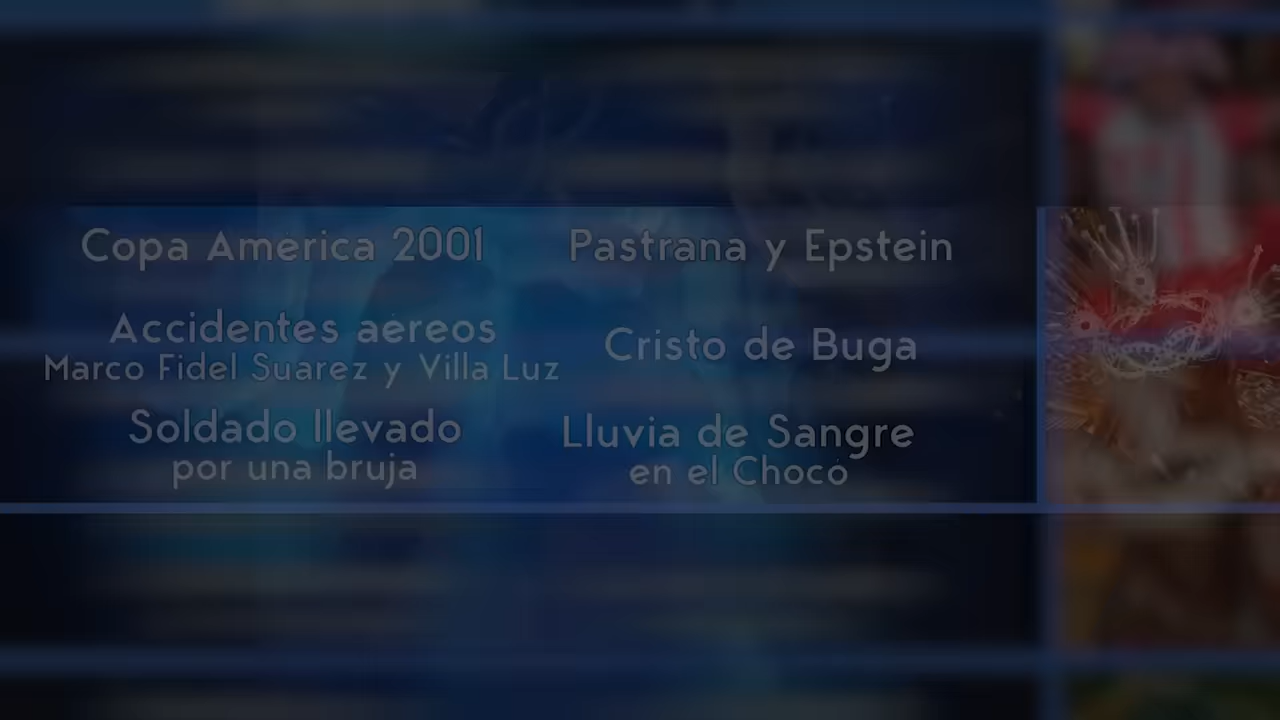 Copa America 2001
Pastrana y Epstein
Accidentes aereos
Marco Fidel Suarez y Villa Luz
Cristo de Buga
Soldado llevado
por una bruja
Lluvia de Sangre
en el Chocó